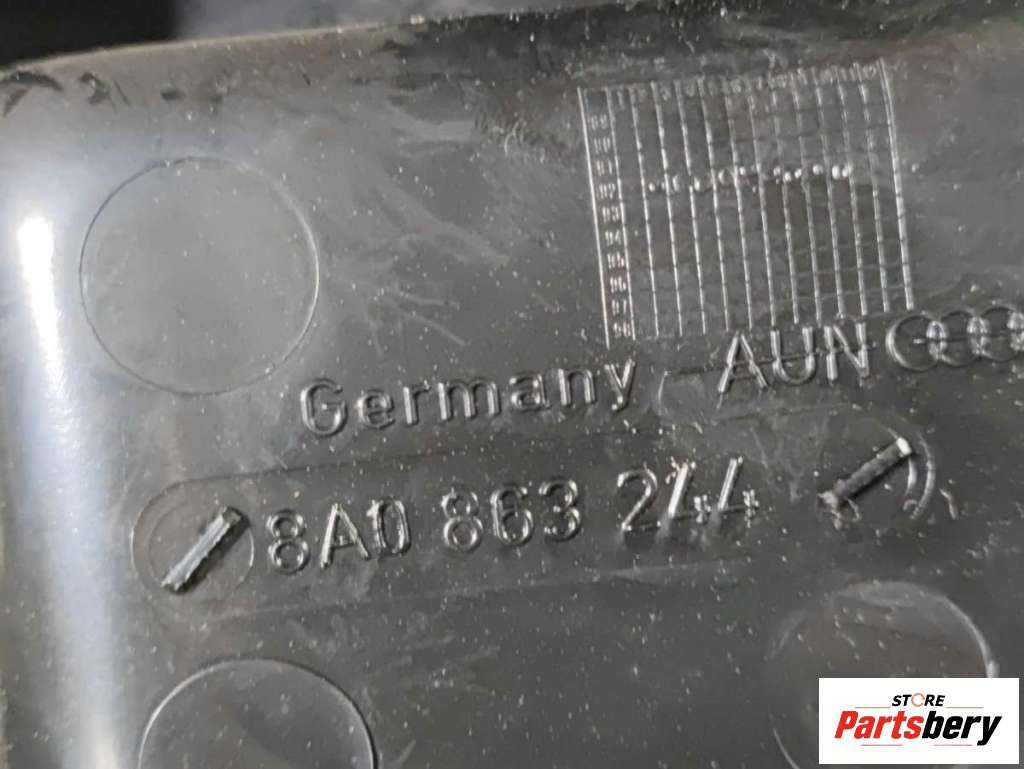 AUN
Germany
8A0 863 244
STORE
Partsbery